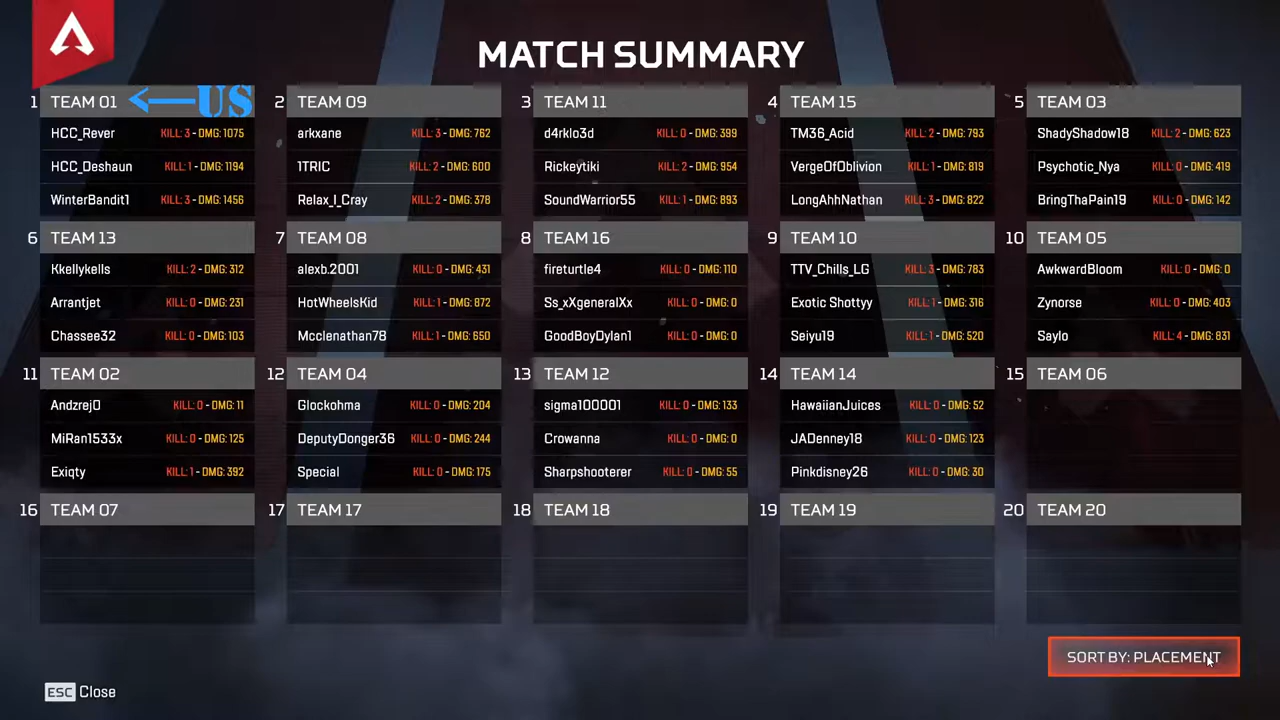 MATCH SUMMARY
1 TEAM 01 US
HCC_Rever KILL: 3 - DMG: 1075
HCC_Deshaun KILL: 1 - DMG: 1194
WinterBandit1 KILL: 3 - DMG: 1456
2 TEAM 09
arkxane KILL: 3 - DMG: 762
1TRIC KILL: 2 - DMG: 600
Relax_I_Cray KILL: 2 - DMG: 378
3 TEAM 11
d4rklo3d KILL: 0 - DMG: 399
Rickeytiki KILL: 2 - DMG: 954
SoundWarrior55 KILL: 1 - DMG: 893
4 TEAM 15
TM36_Acid KILL: 2 - DMG: 793
VergeOfOblivion KILL: 1 - DMG: 819
LongAhhNathan KILL: 3 - DMG: 822
5 TEAM 03
ShadyShadow18 KILL: 2 - DMG: 623
Psychotic_Nya KILL: 0 - DMG: 419
BringThaPain19 KILL: 0 - DMG: 142
6 TEAM 13
Kkellykells KILL: 2 - DMG: 312
Arrantjet KILL: 0 - DMG: 231
Chassee32 KILL: 0 - DMG: 103
7 TEAM 08
alexb.2001 KILL: 0 - DMG: 431
HotWheelsKid KILL: 1 - DMG: 872
Mcclenathan78 KILL: 1 - DMG: 650
8 TEAM 16
fireturtle4 KILL: 0 - DMG: 110
Ss_xXgeneralXx KILL: 0 - DMG: 0
GoodBoyDylan1 KILL: 0 - DMG: 0
9 TEAM 10
TTV_Chills_LG KILL: 3 - DMG: 783
Exotic Shottyy KILL: 1 - DMG: 316
Seiyu19 KILL: 1 - DMG: 520
10 TEAM 05
AwkwardBloom KILL: 0 - DMG: 0
Zynorse KILL: 0 - DMG: 403
Saylo KILL: 4 - DMG: 831
11 TEAM 02
Andzrej0 KILL: 0 - DMG: 11
MiRan1533x KILL: 0 - DMG: 125
Exiqty KILL: 1 - DMG: 392
12 TEAM 04
Glockohma KILL: 0 - DMG: 204
DeputyDonger36 KILL: 0 - DMG: 244
Special KILL: 0 - DMG: 175
13 TEAM 12
sigma100001 KILL: 0 - DMG: 133
Crowanna KILL: 0 - DMG: 0
Sharpshooterer KILL: 0 - DMG: 55
14 TEAM 14
HawaiianJuices KILL: 0 - DMG: 52
JADenney18 KILL: 0 - DMG: 123
Pinkdisney26 KILL: 0 - DMG: 30
15 TEAM 06
16 TEAM 07
17 TEAM 17
18 TEAM 18
19 TEAM 19
20 TEAM 20
SORT BY: PLACEMENT
ESC Close